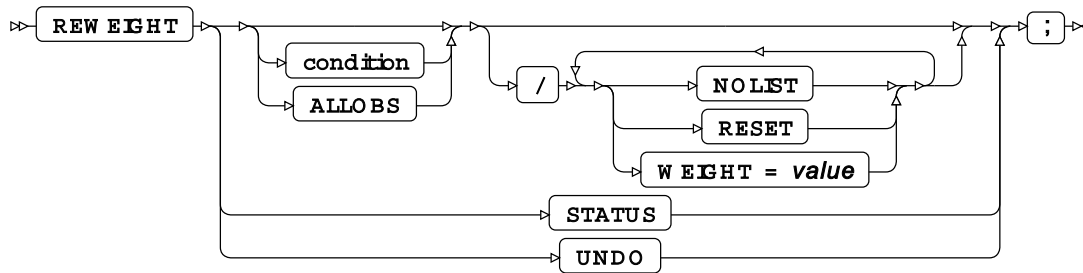 REWEIGHT
condition
ALLOBS
/
NOLIST
RESET
WEIGHT = value
STATUS
UNDO
;